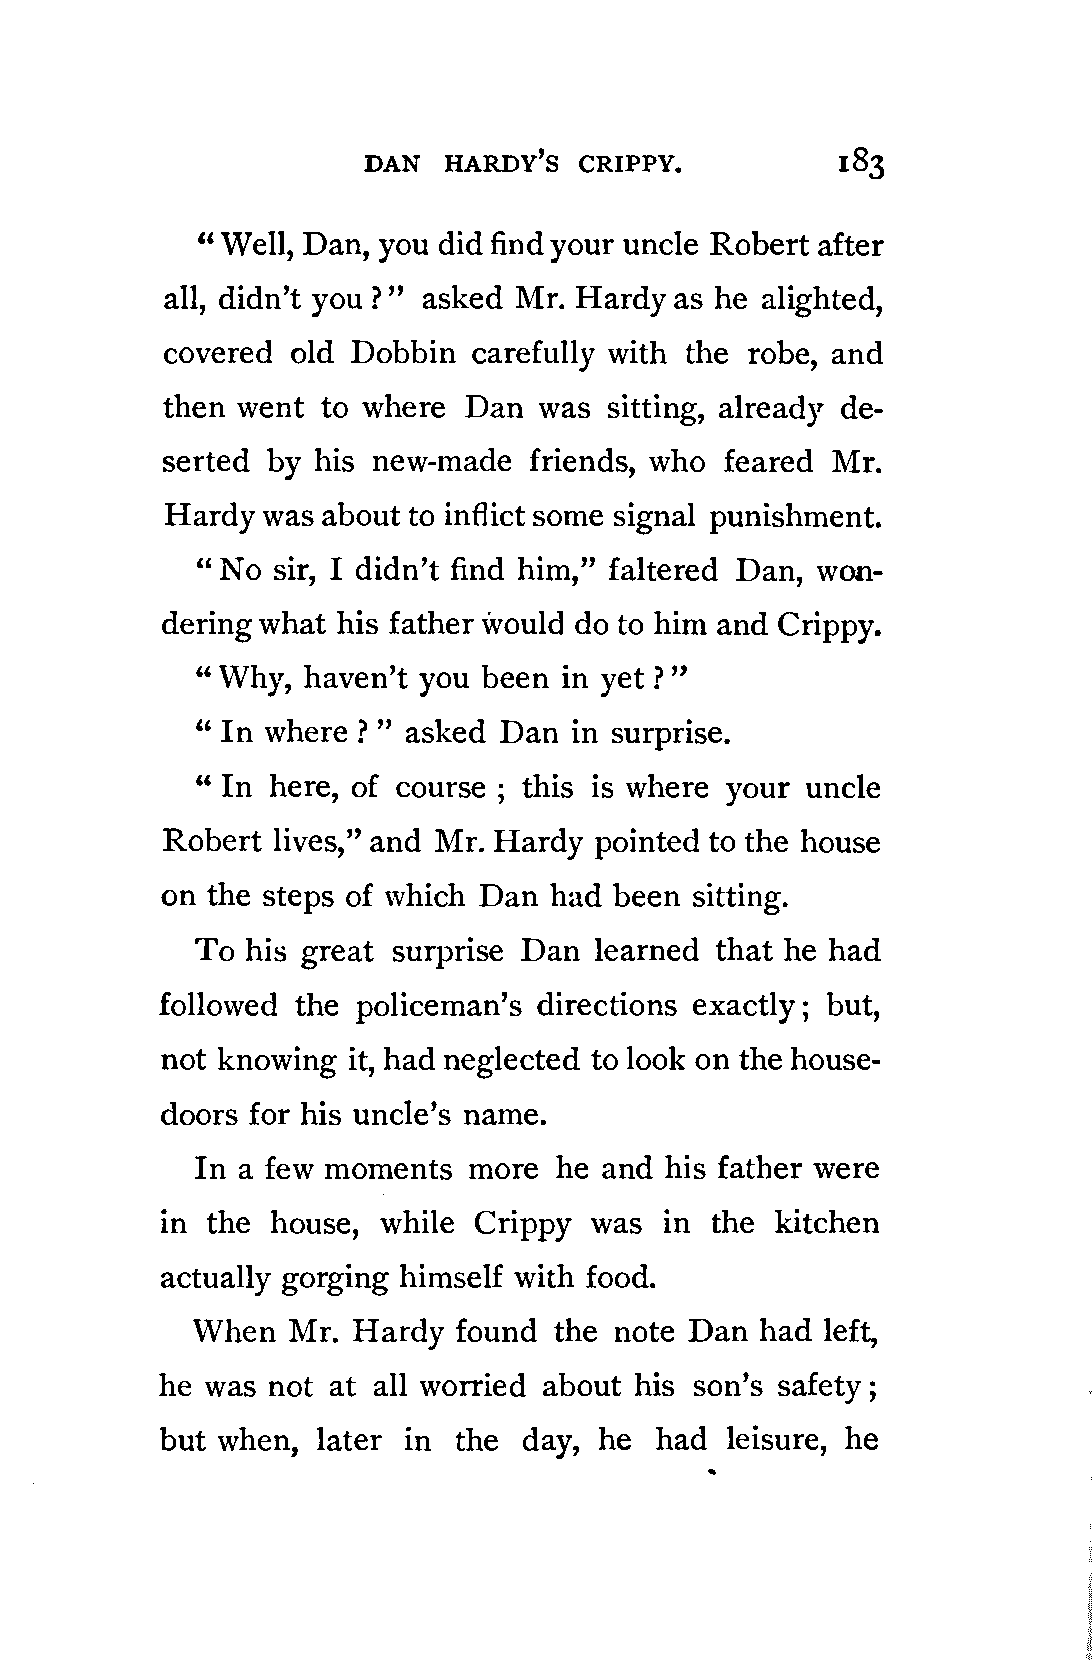 DAN HARDY'S CRIPPY. 183
"Well, Dan, you did find your uncle Robert after
all, didn't you?" asked Mr. Hardy as he alighted,
covered old Dobbin carefully with the robe, and
then went to where Dan was sitting, already de-
serted by his new-made friends, who feared Mr.
Hardy was about to inflict some signal punishment.
"No sir, I didn't find him," faltered Dan, won-
dering what his father would do to him and Crippy.
"Why, haven't you been in yet?"
"In where?" asked Dan in surprise.
"In here, of course; this is where your uncle
Robert lives," and Mr. Hardy pointed to the house
on the steps of which Dan had been sitting.
To his great surprise Dan learned that he had
followed the policeman's directions exactly; but,
not knowing it, had neglected to look on the house-
doors for his uncle's name.
In a few moments more he and his father were
in the house, while Crippy was in the kitchen
actually gorging himself with food.
When Mr. Hardy found the note Dan had left,
he was not at all worried about his son's safety;
but when, later in the day, he had leisure, he